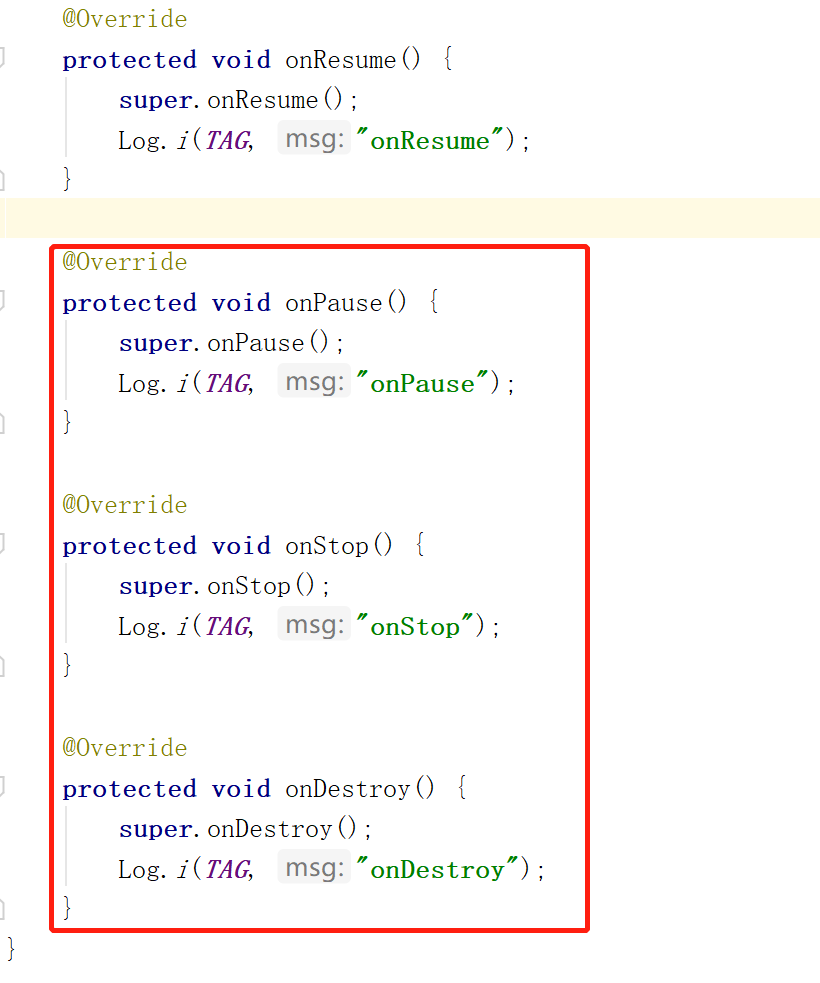 @Override
protected void onResume() {
super.onResume();
Log.i(TAG, msg: "onResume");
}
@Override
protected void onPause() {
super.onPause();
Log.i(TAG, msg: "onPause");
}
@Override
protected void onStop() {
super.onStop();
Log.i(TAG, msg: "onStop");
}
@Override
protected void onDestroy() {
super.onDestroy();
Log.i(TAG, msg: "onDestroy");
}
}